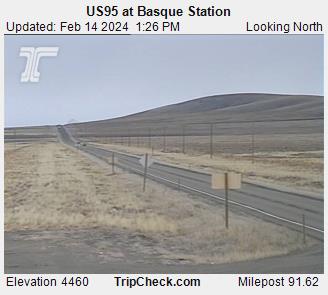 US95 at Basque Station
Updated: Feb 14 2024 1:26 PM Looking North
Elevation 4460 TripCheck.com Milepost 91.62